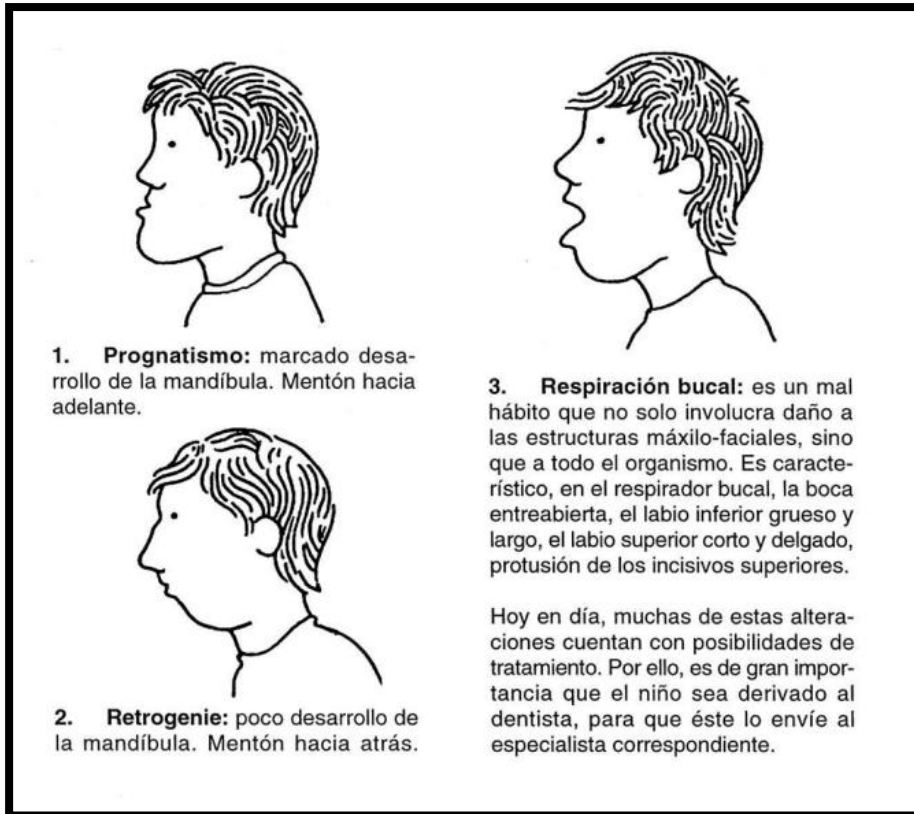 1. Prognatismo: marcado desa-
rrollo de la mandíbula. Mentón hacia
adelante.
2. Retrogenie: poco desarrollo de
la mandíbula. Mentón hacia atrás.
3. Respiración bucal: es un mal
hábito que no solo involucra daño a
las estructuras máxilo-faciales, sino
que a todo el organismo. Es caracte-
rístico, en el respirador bucal, la boca
entreabierta, el labio inferior grueso y
largo, el labio superior corto y delgado,
protusión de los incisivos superiores.
Hoy en día, muchas de estas altera-
ciones cuentan con posibilidades de
tratamiento. Por ello, es de gran impor-
tancia que el niño sea derivado al
dentista, para que éste lo envíe al
especialista correspondiente.